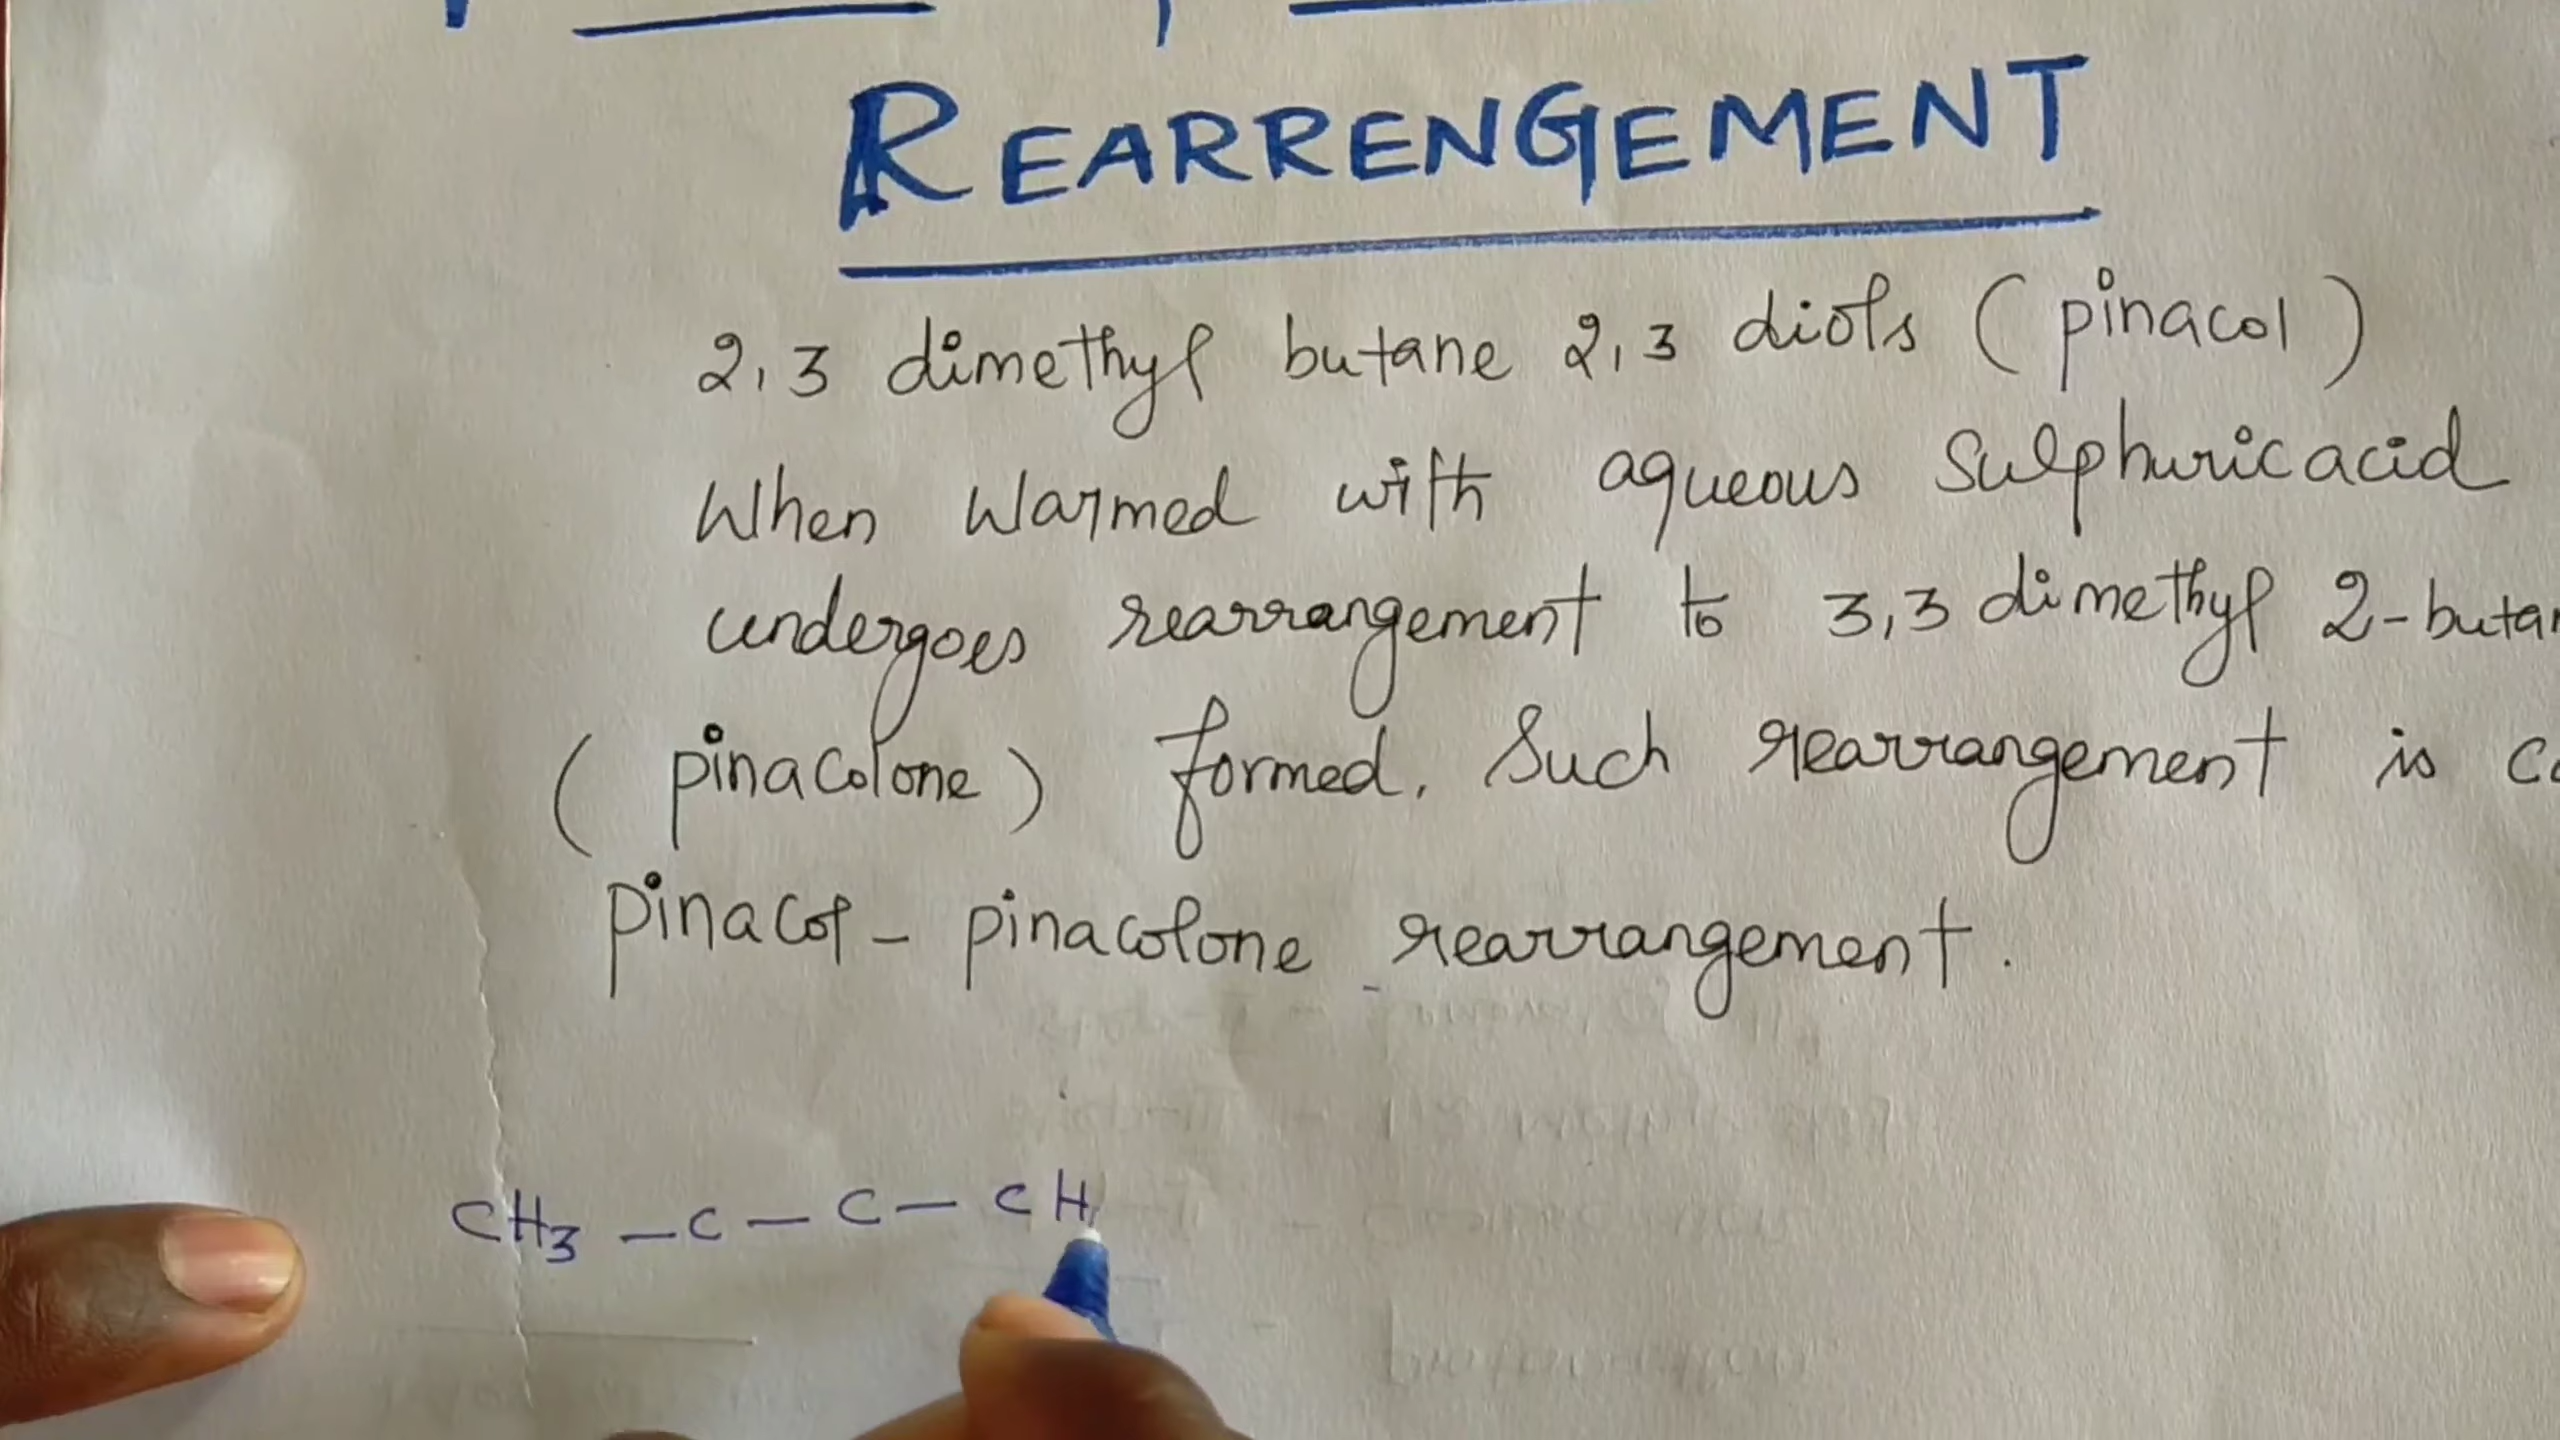 REARRENGEMENT
2,3 dimethyl butane 2,3 diols (pinacol)
When Warmed with aqueous Sulphuric acid
undergoes rearrangement to 3,3 dimethyl 2-butan
(pinacolone) formed. Such rearrangement is
pinacol - pinacolone rearrangement.
CH3 - C - C - CH